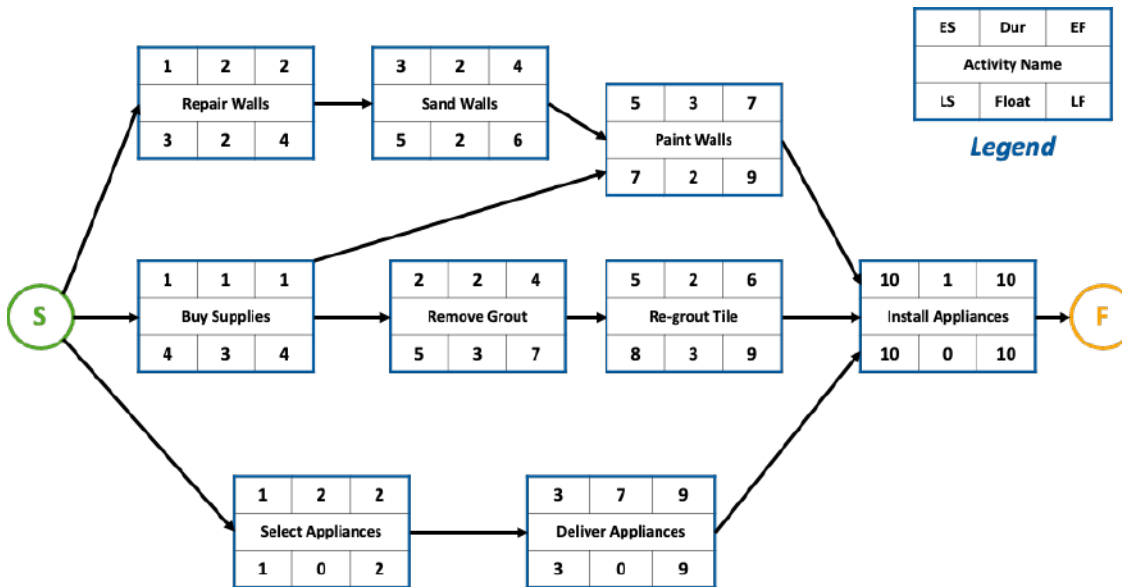 ES Dur EF
Activity Name
LS Float LF
Legend
1 2 2
Repair Walls
3 2 4
3 2 4
Sand Walls
5 2 6
5 3 7
Paint Walls
7 2 9
S
1 1 1
Buy Supplies
4 3 4
2 2 4
Remove Grout
5 3 7
5 2 6
Re-grout Tile
8 3 9
10 1 10
Install Appliances
10 0 10
F
1 2 2
Select Appliances
1 0 2
3 7 9
Deliver Appliances
3 0 9